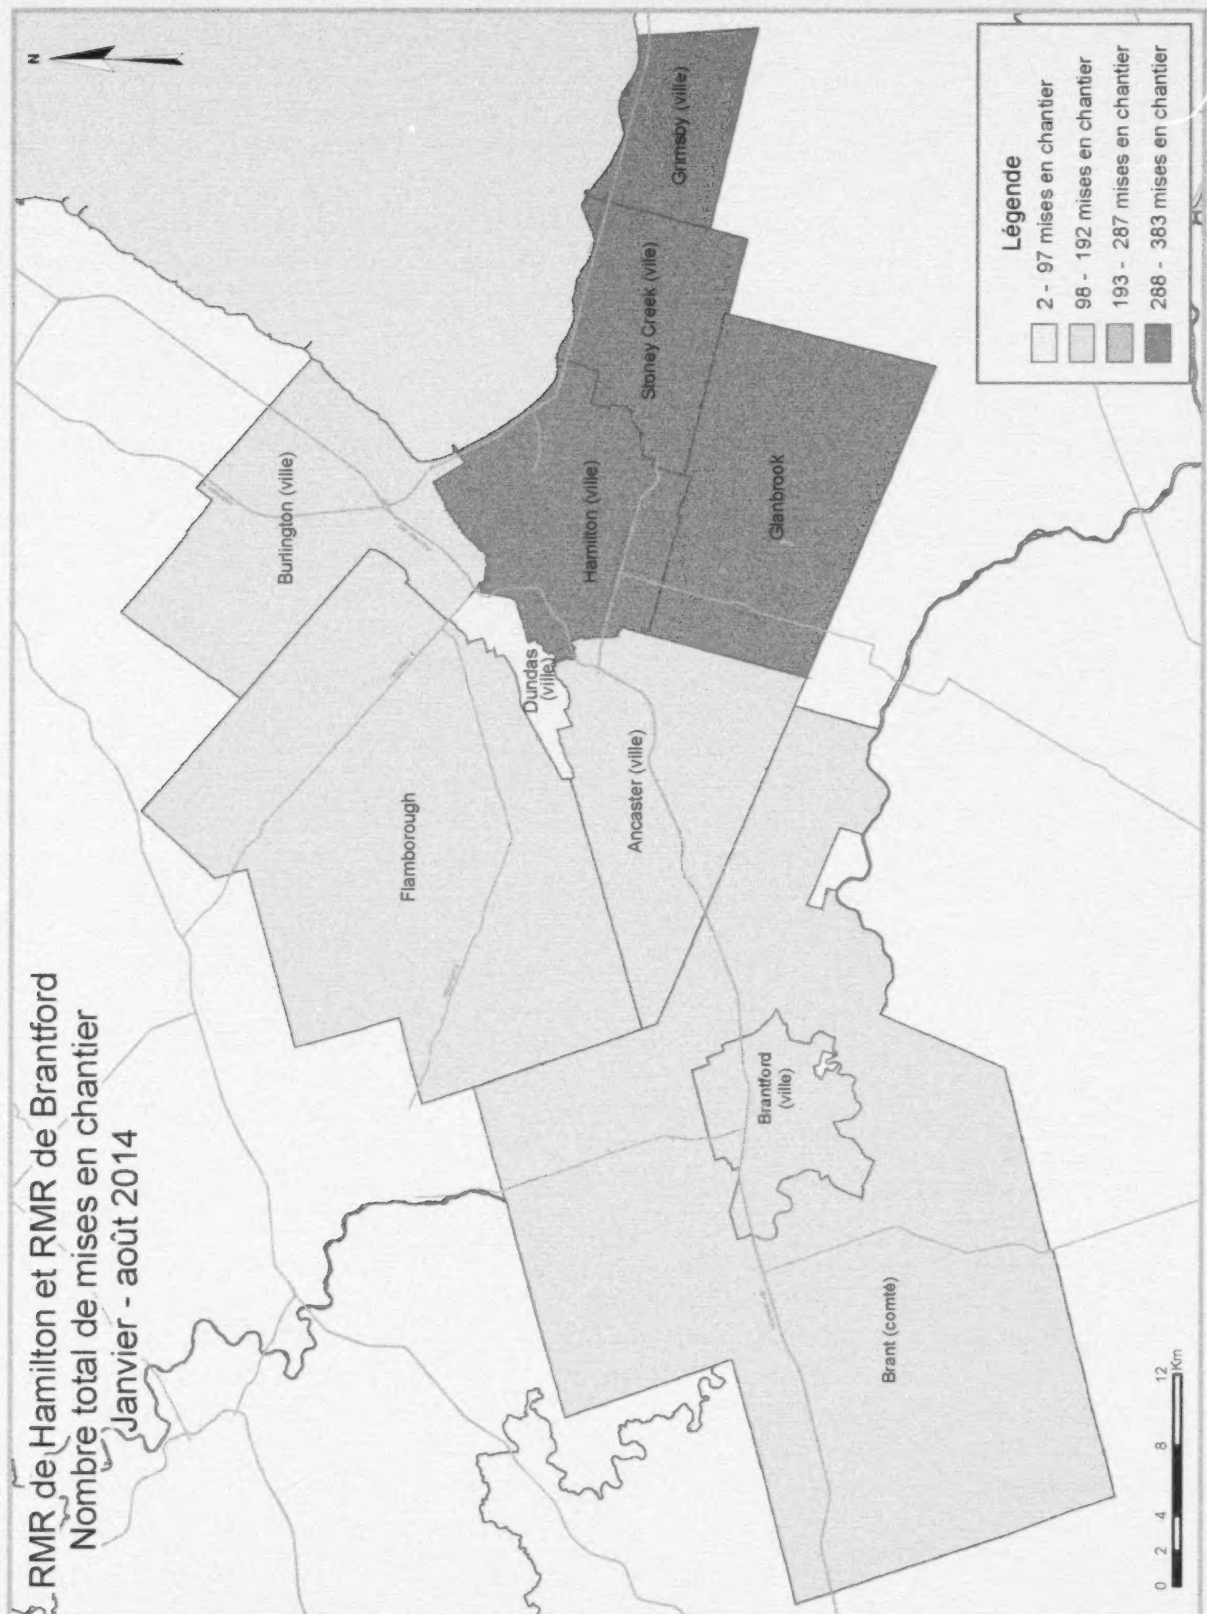 RMR de Hamilton et RMR de Brantford
Nombre total de mises en chantier
Janvier - août 2014
N
Burlington (ville)
Flamborough
Dundas
(ville)
Hamilton (ville)
Stoney Creek (ville)
Grimsby (ville)
Ancaster (ville)
Glanbrook
Brantford
(ville)
Brant (comté)
Légende
2 - 97 mises en chantier
98 - 192 mises en chantier
193 - 287 mises en chantier
288 - 383 mises en chantier
0 2 4 8 12
Km